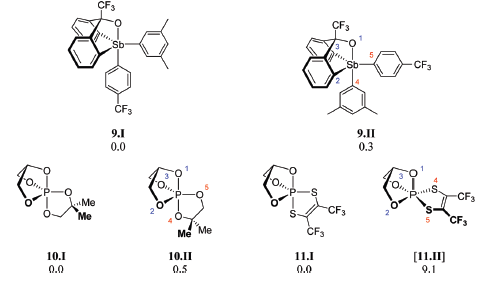 CF₃
O
Sb
CF₃
9.I
0.0
CF₃
O 1
3
5
Sb
CF₃
2
4
9.II
0.3
O
O
P
O
O
O
Me
Me
10.I
0.0
O 1
3
O
5
P
O
O
2
O
4
Me
Me
10.II
0.5
O
O
S
P
CF₃
O
S
CF₃
11.I
0.0
O 1
3
4
O
S
CF₃
P
O
2
S
CF₃
5
[11.II]
9.1